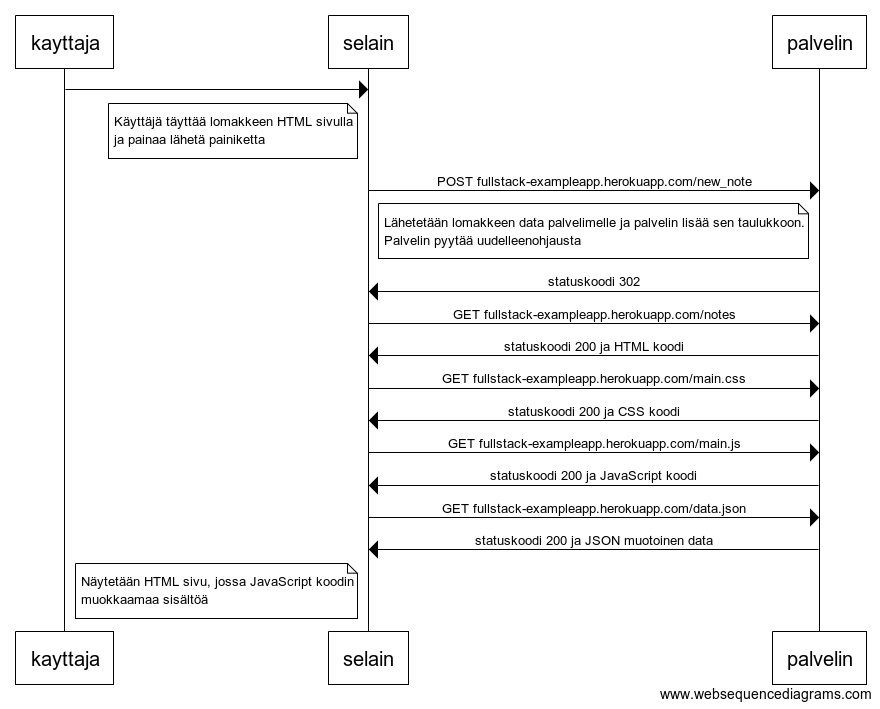 kayttaja
selain
palvelin
Käyttäjä täyttää lomakkeen HTML sivulla
ja painaa lähetä painiketta
POST fullstack-exampleapp.herokuapp.com/new_note
Lähetetään lomakkeen data palvelimelle ja palvelin lisää sen taulukkoon.
Palvelin pyytää uudelleenohjausta
statuskoodi 302
GET fullstack-exampleapp.herokuapp.com/notes
statuskoodi 200 ja HTML koodi
GET fullstack-exampleapp.herokuapp.com/main.css
statuskoodi 200 ja CSS koodi
GET fullstack-exampleapp.herokuapp.com/main.js
statuskoodi 200 ja JavaScript koodi
GET fullstack-exampleapp.herokuapp.com/data.json
statuskoodi 200 ja JSON muotoinen data
Näytetään HTML sivu, jossa JavaScript koodin
muokkaamaa sisältöä
kayttaja
selain
palvelin
www.websequencediagrams.com